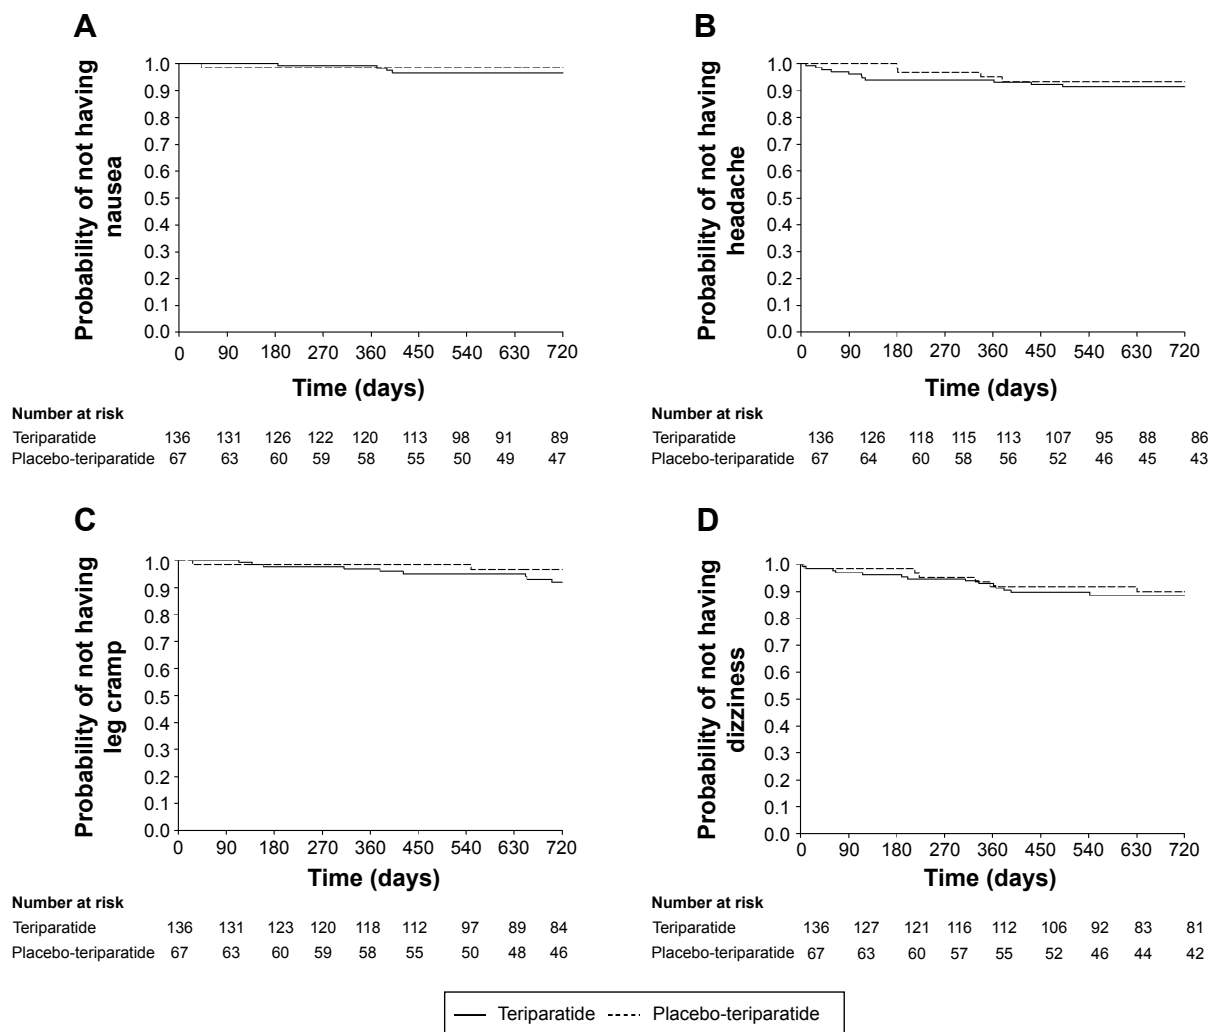 A
Probability of not having
nausea
1.0
0.9
0.8
0.7
0.6
0.5
0.4
0.3
0.2
0.1
0.0
0 90 180 270 360 450 540 630 720
Time (days)
Number at risk
Teriparatide 136 131 126 122 120 113 98 91 89
Placebo-teriparatide 67 63 60 59 58 55 50 49 47
B
Probability of not having
headache
1.0
0.9
0.8
0.7
0.6
0.5
0.4
0.3
0.2
0.1
0.0
0 90 180 270 360 450 540 630 720
Time (days)
Number at risk
Teriparatide 136 126 118 115 113 107 95 88 86
Placebo-teriparatide 67 64 60 58 56 52 46 45 43
C
Probability of not having
leg cramp
1.0
0.9
0.8
0.7
0.6
0.5
0.4
0.3
0.2
0.1
0.0
0 90 180 270 360 450 540 630 720
Time (days)
Number at risk
Teriparatide 136 131 123 120 118 112 97 89 84
Placebo-teriparatide 67 63 60 59 58 55 50 48 46
D
Probability of not having
dizziness
1.0
0.9
0.8
0.7
0.6
0.5
0.4
0.3
0.2
0.1
0.0
0 90 180 270 360 450 540 630 720
Time (days)
Number at risk
Teriparatide 136 127 121 116 112 106 92 83 81
Placebo-teriparatide 67 63 60 57 55 52 46 44 42
Teriparatide Placebo-teriparatide